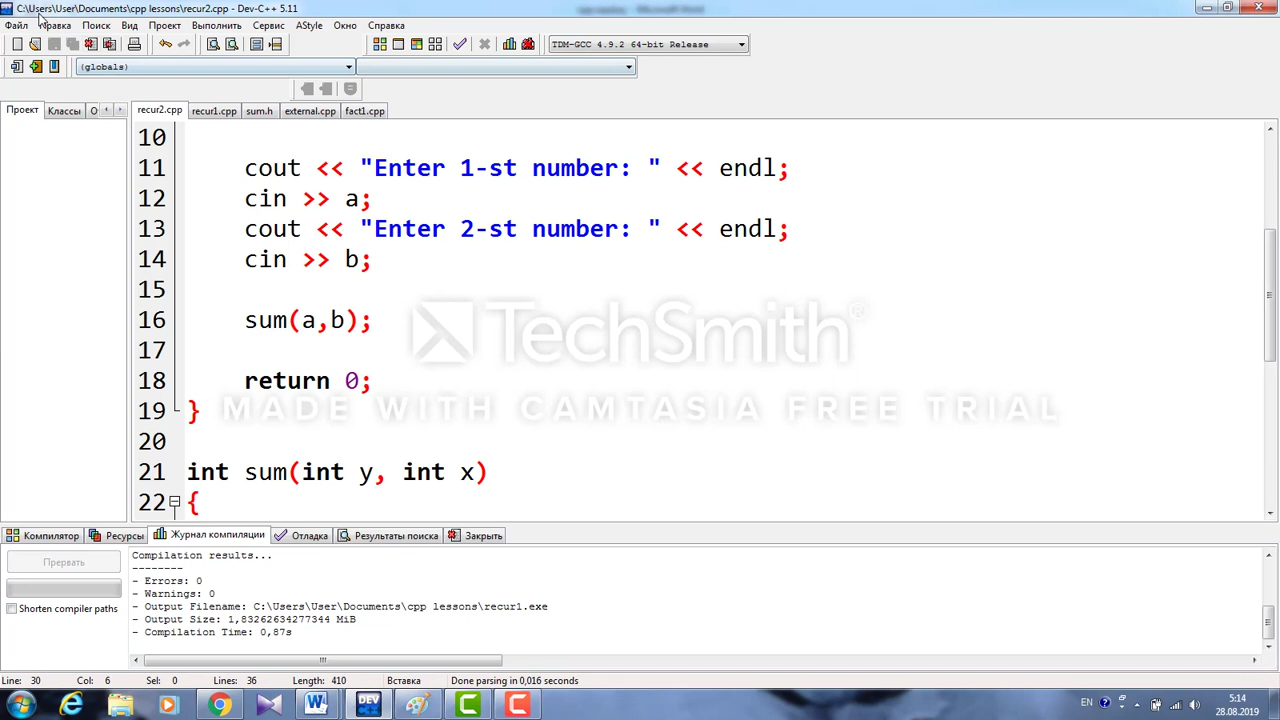 C:\Users\User\Documents\cpp lessons\recur2.cpp - Dev-C++ 5.11
Файл Правка Поиск Вид Проект Выполнить Сервис AStyle Окно Справка
TDM-GCC 4.9.2 64-bit Release
(globals)
Проект Классы О recur2.cpp recur1.cpp sum.h external.cpp fact1.cpp
10
11 cout << "Enter 1-st number: " << endl;
12 cin >> a;
13 cout << "Enter 2-st number: " << endl;
14 cin >> b;
15
16 sum(a,b);
17
18 return 0;
19 }
20
21 int sum(int y, int x)
22 {
TechSmith®
MADE WITH CAMTASIA FREE TRIAL
Компилятор Ресурсы Журнал компиляции Отладка Результаты поиска Закрыть
Прервать
Shorten compiler paths
Compilation results...
--------
- Errors: 0
- Warnings: 0
- Output Filename: C:\Users\User\Documents\cpp lessons\recur1.exe
- Output Size: 1,83262634277344 MiB
- Compilation Time: 0,87s
Line: 30 Col: 6 Sel: 0 Lines: 36 Length: 410 Вставка Done parsing in 0,016 seconds
EN 5:14
28.08.2019